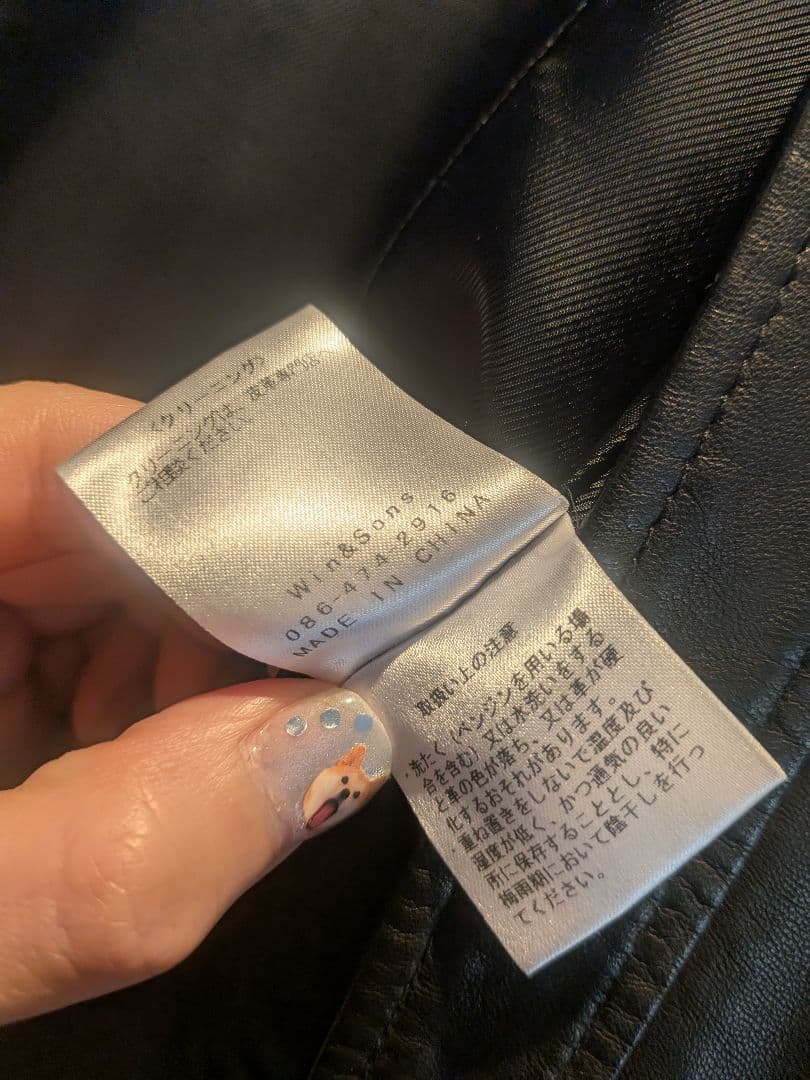 〈クリーニング〉
クリーニングは、皮革専門店へ
ご相談ください。
Win&Sons
086-474-2916
MADE IN CHINA
取扱い上の注意
洗たく（ベンジンを用いる場
合を含む）又は水洗いをする
と革の色が落ち、又は革が硬
化するおそれがあります。
重ね置きをしないで温度及び
湿度が低く、かつ通気の良い
所に保存することとし、特に
梅雨期において陰干しを行っ
てください。